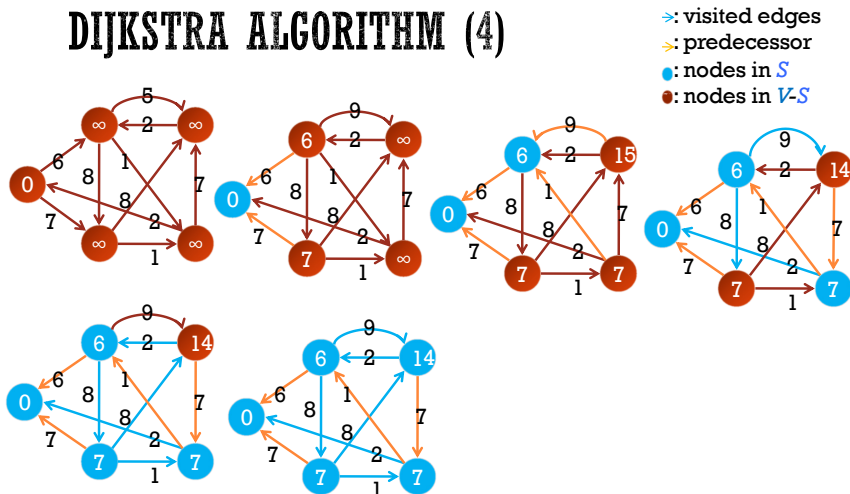 DIJKSTRA ALGORITHM (4)
: visited edges
: predecessor
: nodes in S
: nodes in V-S
5
∞ 2 ∞
6 1
0 8 8 7
7 2
∞ 1 ∞
9
6 2 ∞
6 1
0 8 8 7
7 2
7 1 ∞
9
6 2 15
6 1
0 8 8 7
7 2
7 1 7
9
6 2 14
6 1
0 8 8 7
7 2
7 1 7
9
6 2 14
6 1
0 8 8 7
7 2
7 1 7
9
6 2 14
6 1
0 8 8 7
7 2
7 1 7